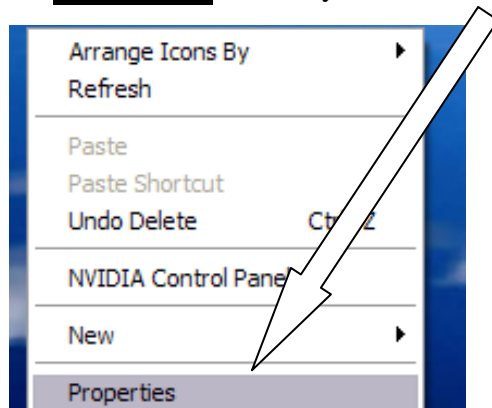 Arrange Icons By
Refresh
Paste
Paste Shortcut
Undo Delete
NVIDIA Control Panel
New
Properties